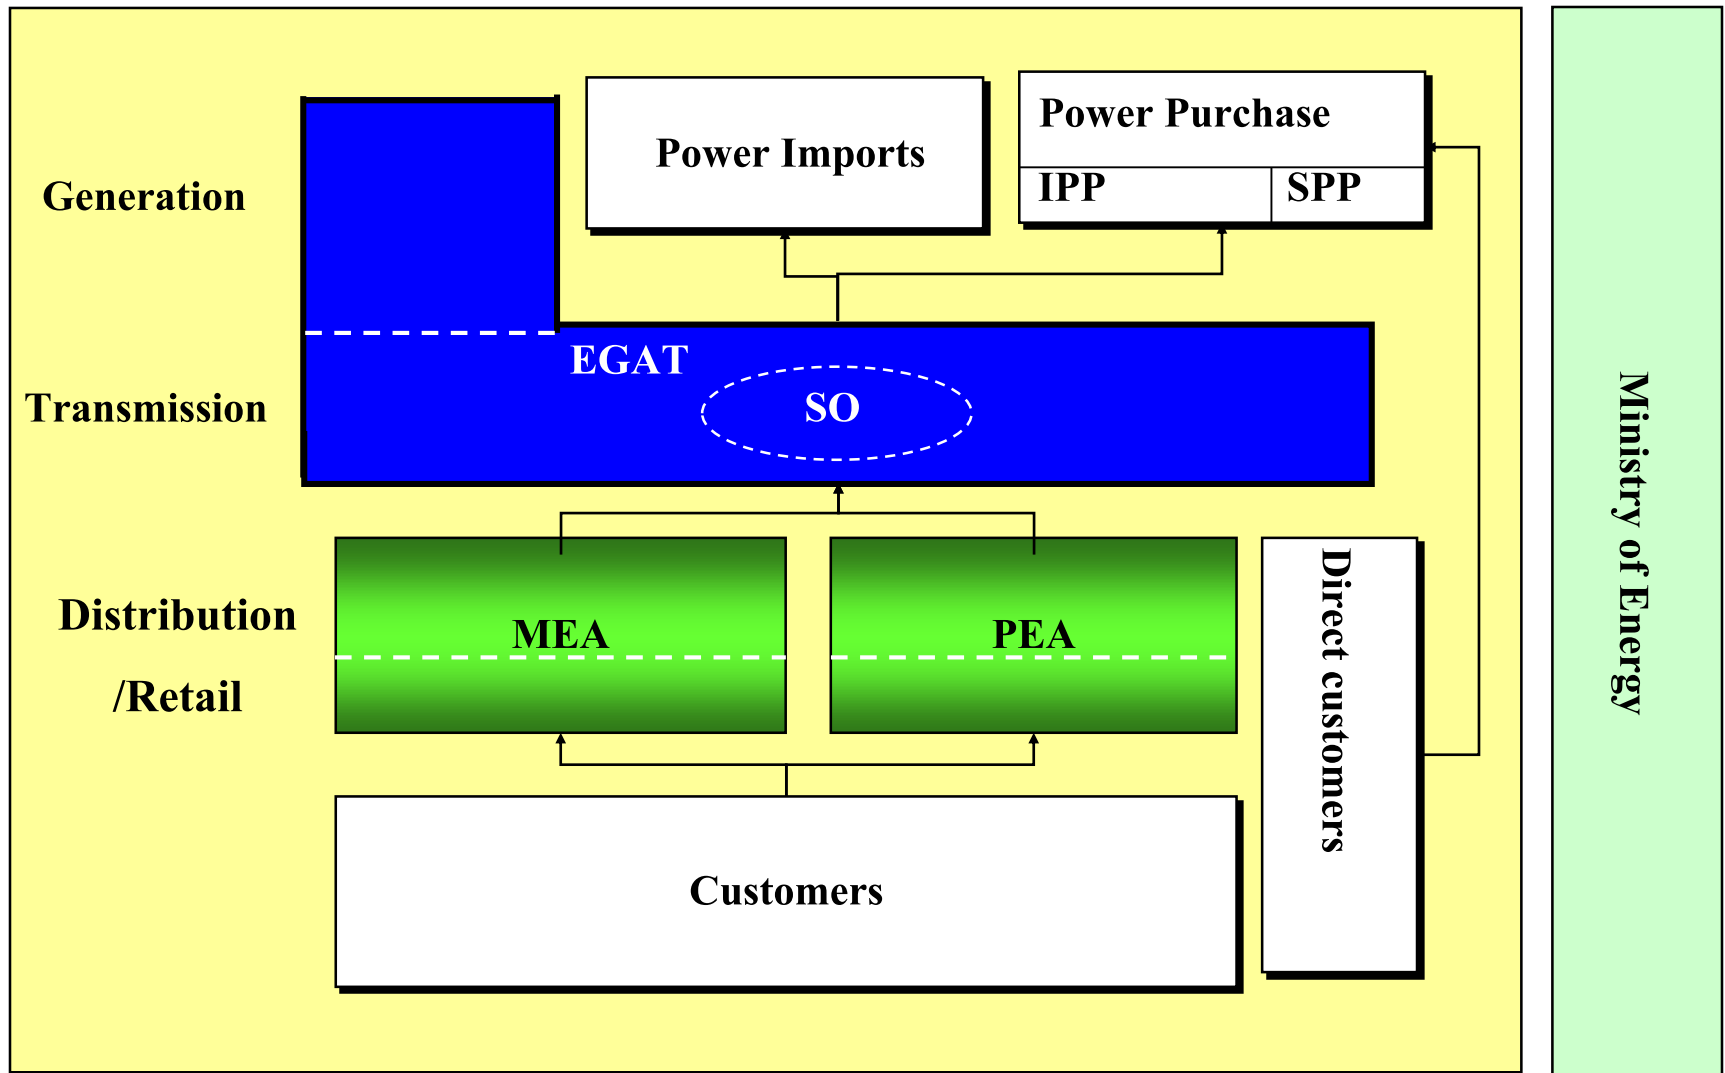 Power Imports
Power Purchase
IPP
SPP
Generation
EGAT
SO
Transmission
MEA
PEA
Distribution
/Retail
Direct customers
Customers
Ministry of Energy